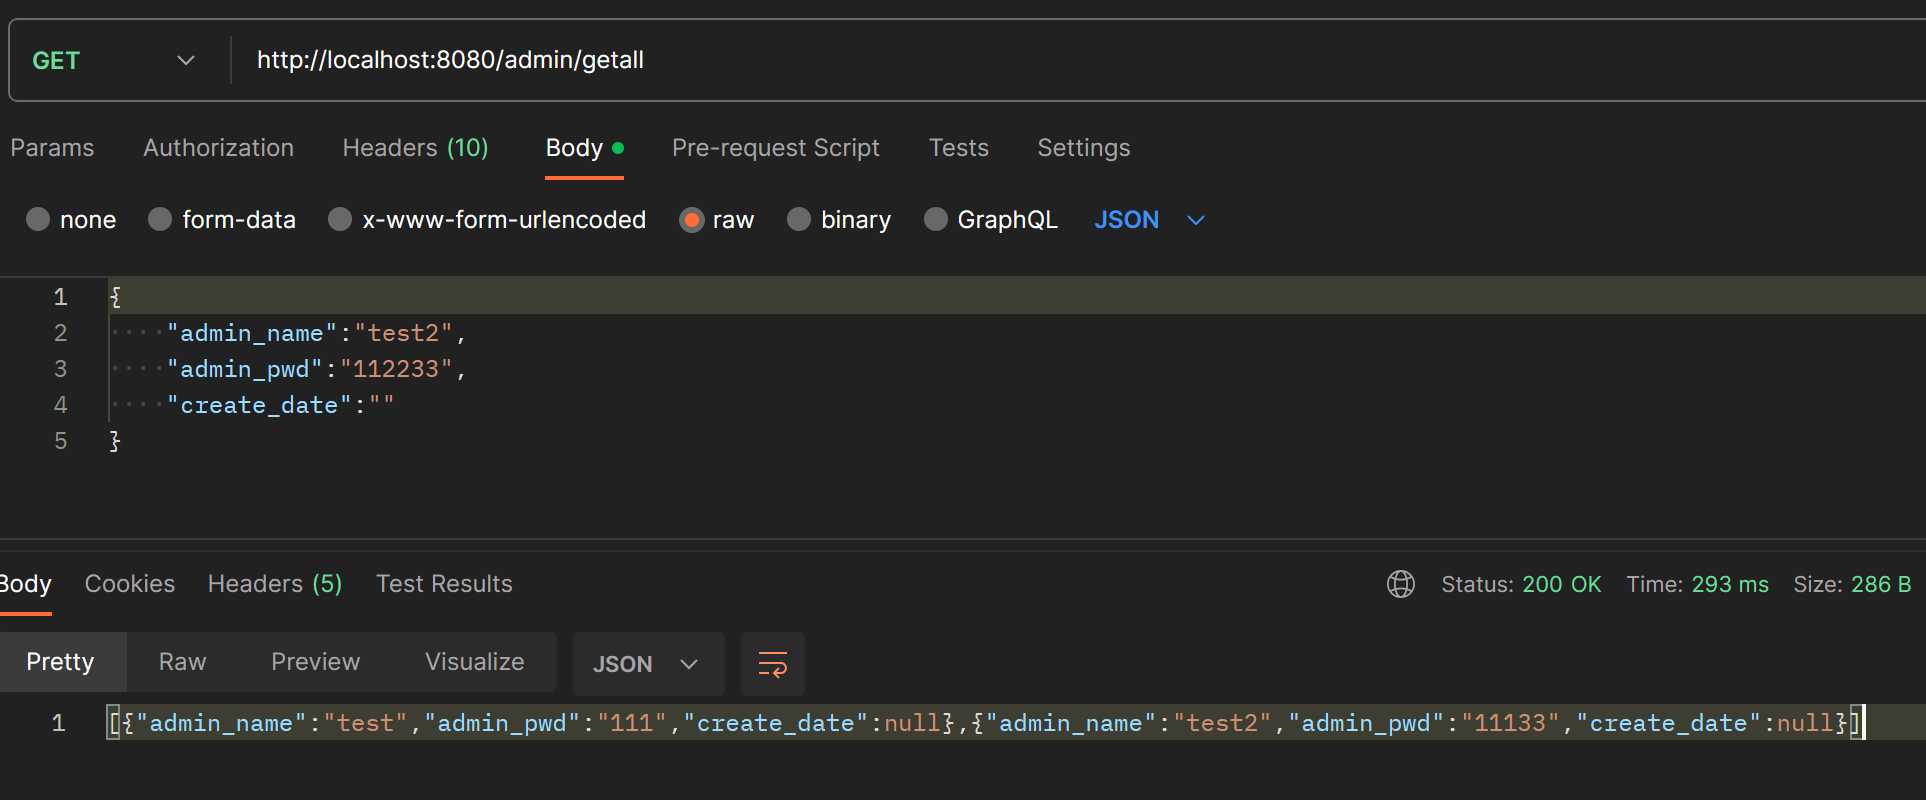 GET http://localhost:8080/admin/getall
Params Authorization Headers (10) Body Pre-request Script Tests Settings
none form-data x-www-form-urlencoded raw binary GraphQL JSON
1 {
2 "admin_name":"test2",
3 "admin_pwd":"112233",
4 "create_date":""
5 }
Body Cookies Headers (5) Test Results Status: 200 OK Time: 293 ms Size: 286 B
Pretty Raw Preview Visualize JSON
1 [{"admin_name":"test","admin_pwd":"111","create_date":null},{"admin_name":"test2","admin_pwd":"11133","create_date":null}]